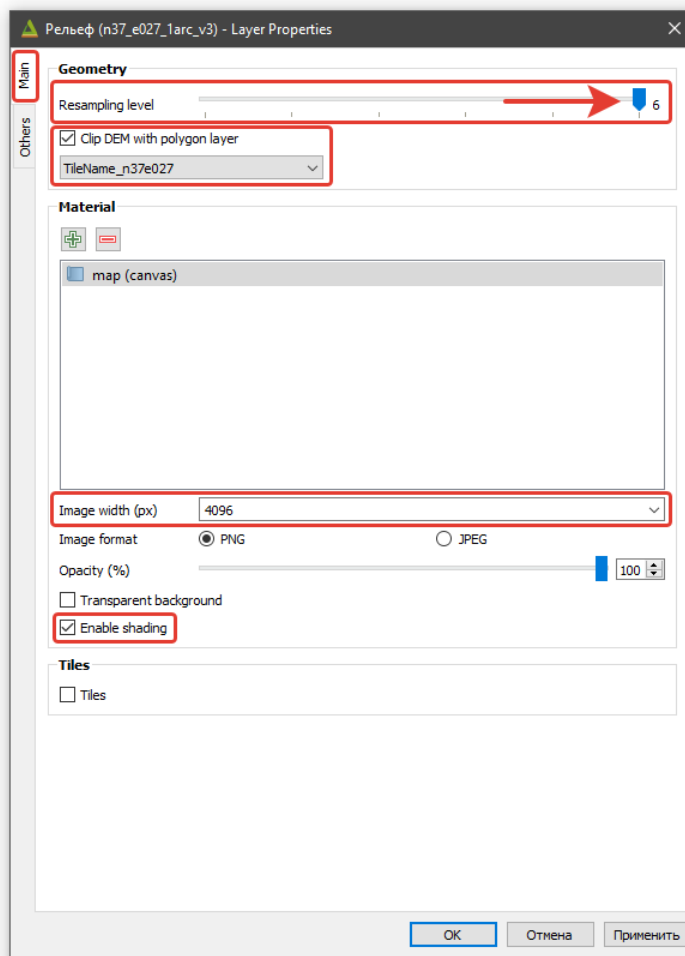 Рельеф (n37_e027_1arc_v3) - Layer Properties
Main
Others
Geometry
Resampling level 6
Clip DEM with polygon layer
TileName_n37e027
Material
map (canvas)
Image width (px) 4096
Image format PNG JPEG
Opacity (%) 100
Transparent background
Enable shading
Tiles
Tiles
OK Отмена Применить